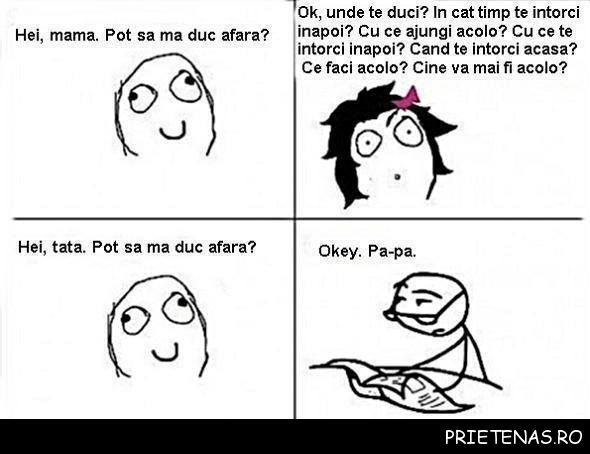 Hei, mama. Pot sa ma duc afara?
Ok, unde te duci? In cat timp te intorci
inapoi? Cu ce ajungi acolo? Cu ce te
intorci inapoi? Cand te intorci acasa?
Ce faci acolo? Cine va mai fi acolo?
Hei, tata. Pot sa ma duc afara?
Okey. Pa-pa.
PRIETENAS.RO